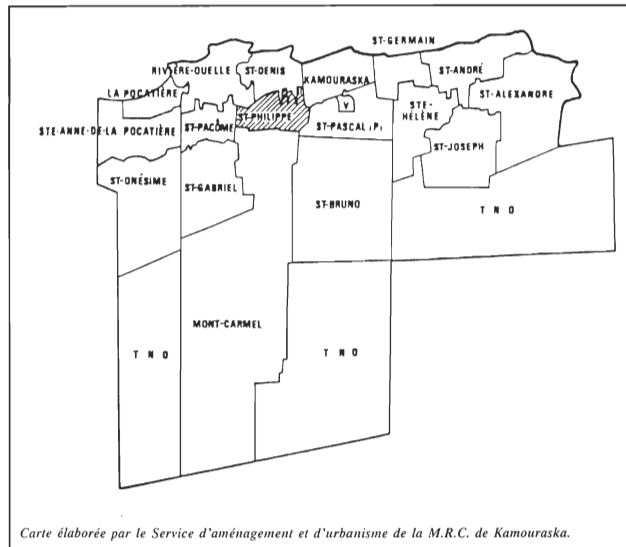 ST-GERMAIN
RIVIÈRE-OUELLE
ST-DENIS
KAMOURASKA
ST-ANDRÉ
LA POCATIÈRE
ST-ALEXANDRE
STE-ANNE-DE-LA POCATIÈRE
ST-PACÔME
ST-PHILIPPE
V
ST-PASCAL (P)
STE-
HÉLÈNE
ST-JOSEPH
ST-ONÉSIME
ST-GABRIEL
ST-BRUNO
T N O
MONT-CARMEL
T N O
T N O
Carte élaborée par le Service d'aménagement et d'urbanisme de la M.R.C. de Kamouraska.